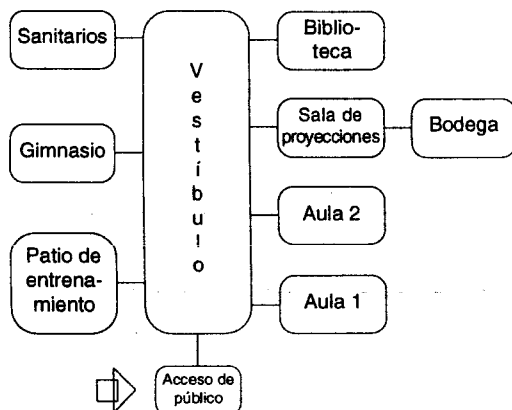 Sanitarios
Gimnasio
Patio de
entrena-
miento
Vestíbulo
Biblio-
teca
Sala de
proyecciones
Bodega
Aula 2
Aula 1
Acceso de
público